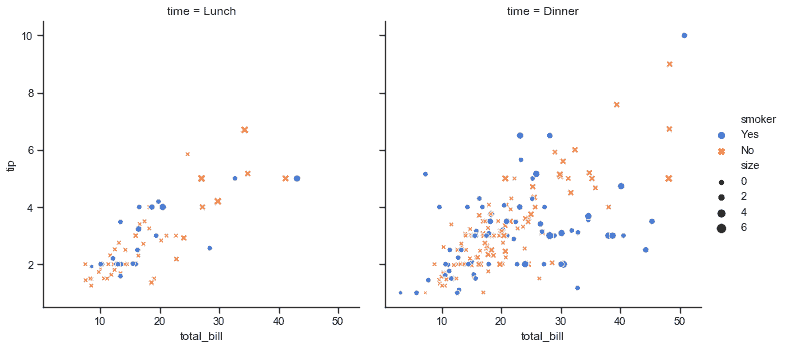 time = Lunch
time = Dinner
10
8
6
4
2
tip
10
20
30
40
50
total_bill
10
20
30
40
50
total_bill
smoker
Yes
No
size
0
2
4
6